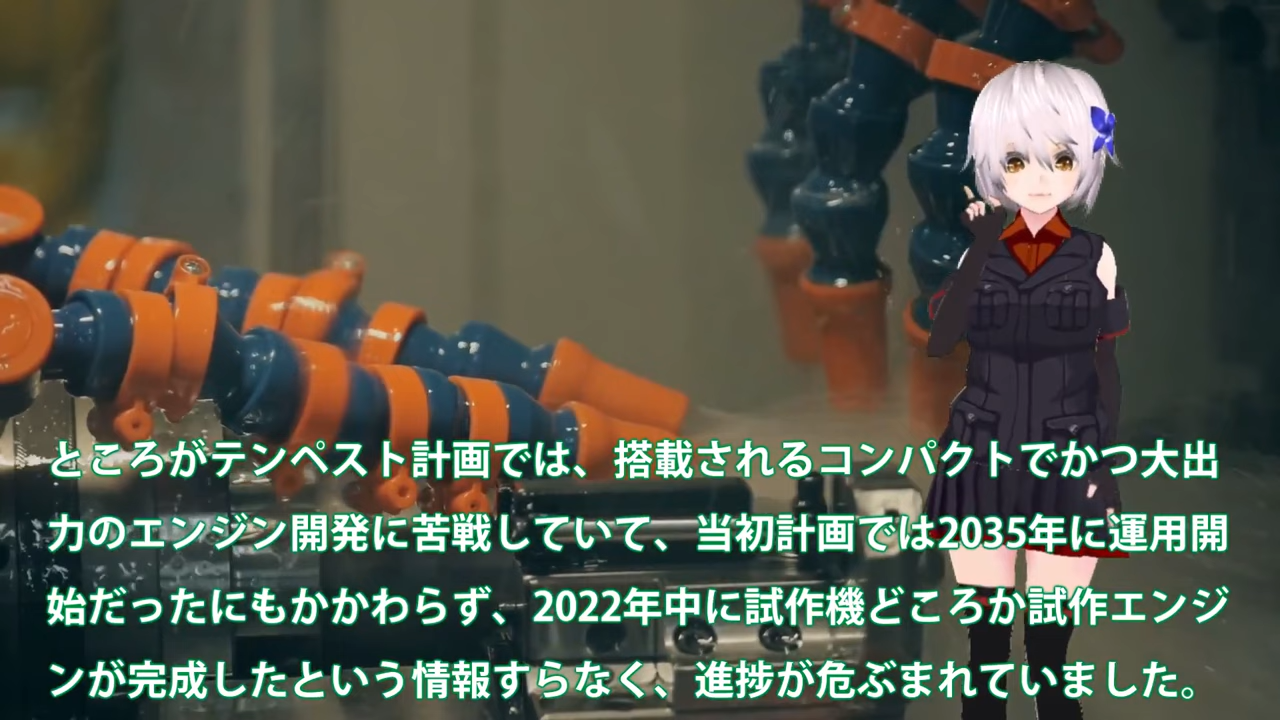 ところがテンペスト計画では、搭載されるコンパクトでかつ大出
力のエンジン開発に苦戦していて、当初計画では2035年に運用開
始だったにもかかわらず、2022年中に試作機どころか試作エンジ
ンが完成したという情報すらなく、進捗が危ぶまれていました。